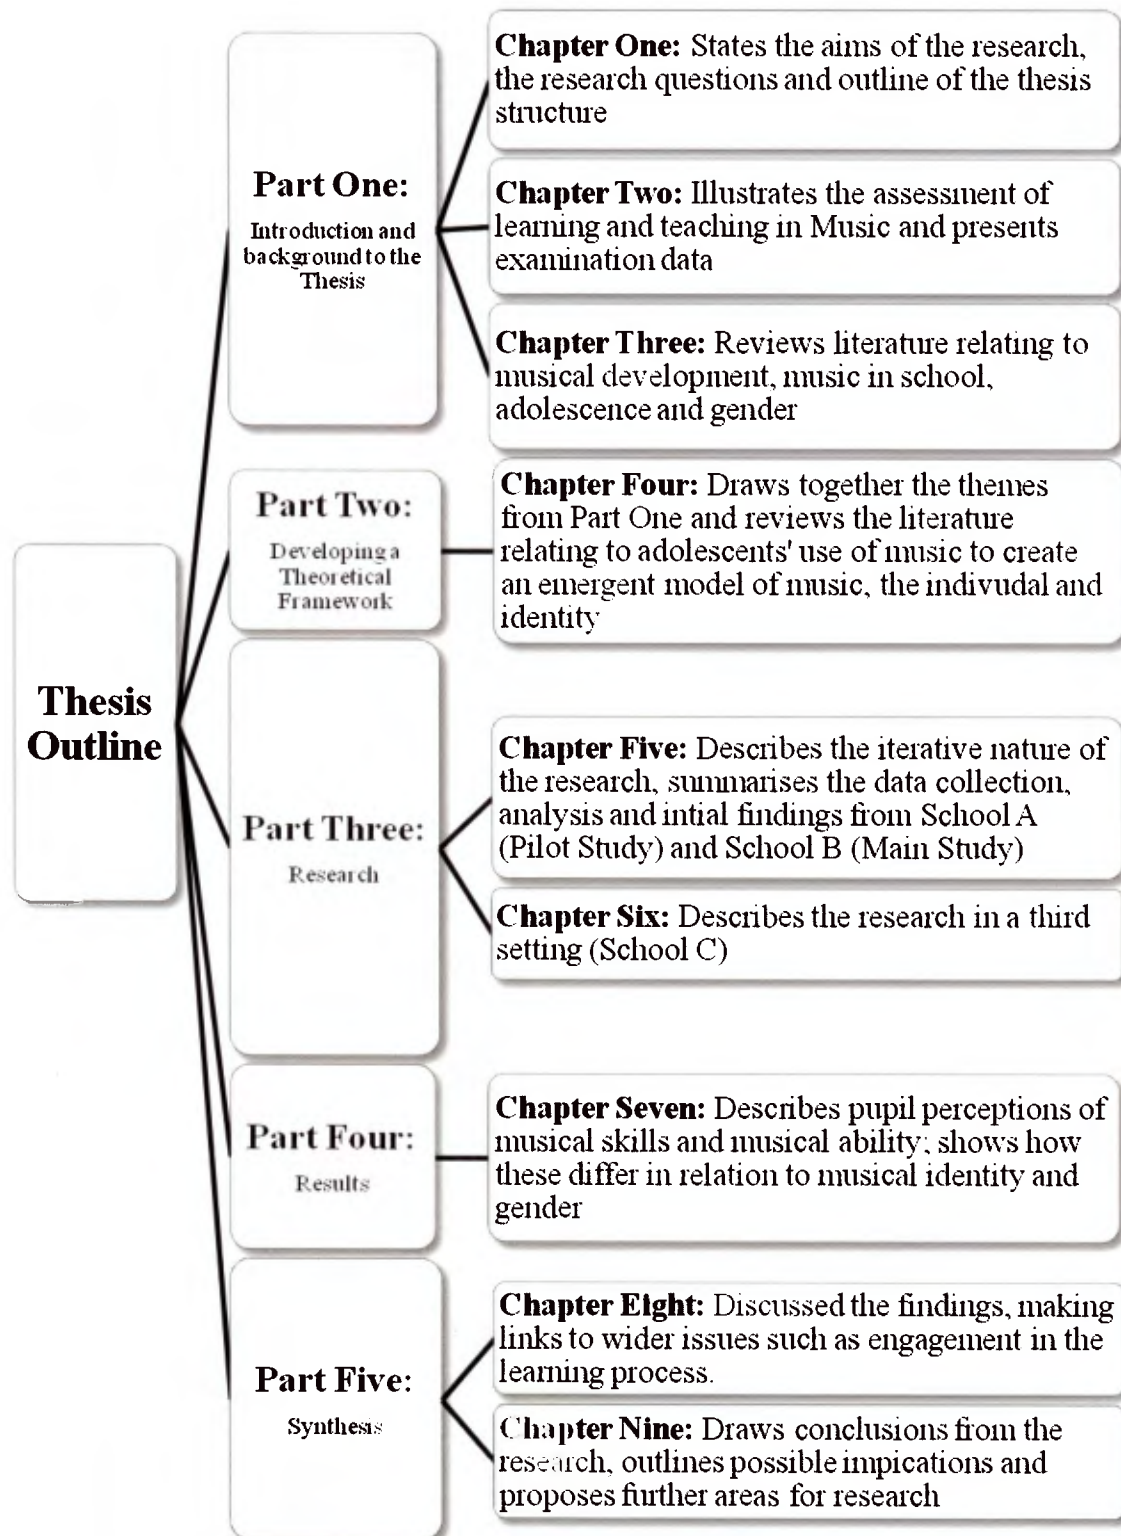 Thesis
Outline
Part One:
Introduction and
background to the
Thesis
Chapter One: States the aims of the research,
the research questions and outline of the thesis
structure
Chapter Two: Illustrates the assessment of
learning and teaching in Music and presents
examination data
Chapter Three: Reviews literature relating to
musical development, music in school,
adolescence and gender
Part Two:
Developing a
Theoretical
Framework
Chapter Four: Draws together the themes
from Part One and reviews the literature
relating to adolescents' use of music to create
an emergent model of music, the indivudal and
identity
Part Three:
Research
Chapter Five: Describes the iterative nature of
the research, summarises the data collection,
analysis and intial findings from School A
(Pilot Study) and School B (Main Study)
Chapter Six: Describes the research in a third
setting (School C)
Part Four:
Results
Chapter Seven: Describes pupil perceptions of
musical skills and musical ability; shows how
these differ in relation to musical identity and
gender
Part Five:
Synthesis
Chapter Eight: Discussed the findings, making
links to wider issues such as engagement in the
learning process.
Chapter Nine: Draws conclusions from the
research, outlines possible impications and
proposes further areas for research